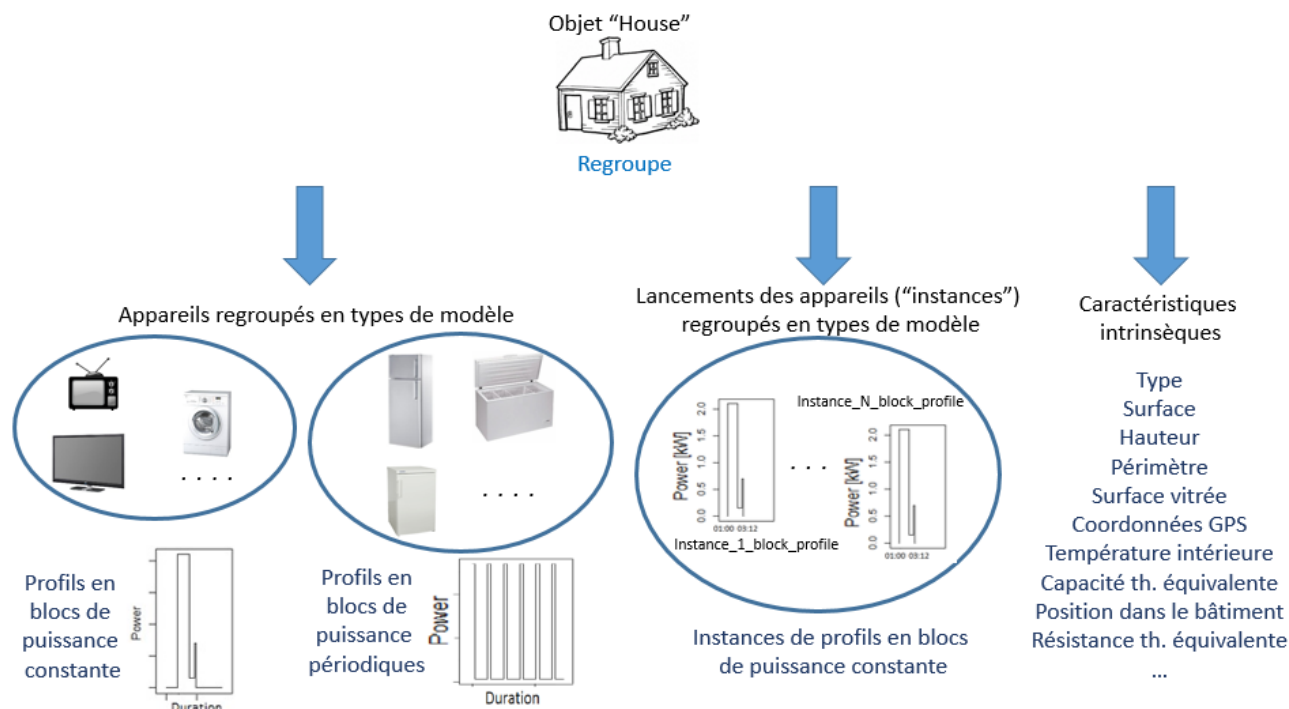 Objet “House”
Regroupe
Appareils regroupés en types de modèle
Lancements des appareils (“instances”)
regroupés en types de modèle
Caractéristiques
intrinsèques
. . . .
. . . .
Profils en
blocs de
puissance
constante
Power
Duration
Profils en
blocs de
puissance
périodiques
Power
Duration
Power [kW]
0.0 0.5 1.0 1.5 2.0
01:00 03:12
Instance_1_block_profile
. . .
Instance_N_block_profile
Power [kW]
0.0 0.5 1.0 1.5 2.0
01:00 03:12
Instances de profils en blocs
de puissance constante
Type
Surface
Hauteur
Périmètre
Surface vitrée
Coordonnées GPS
Température intérieure
Capacité th. équivalente
Position dans le bâtiment
Résistance th. équivalente
...